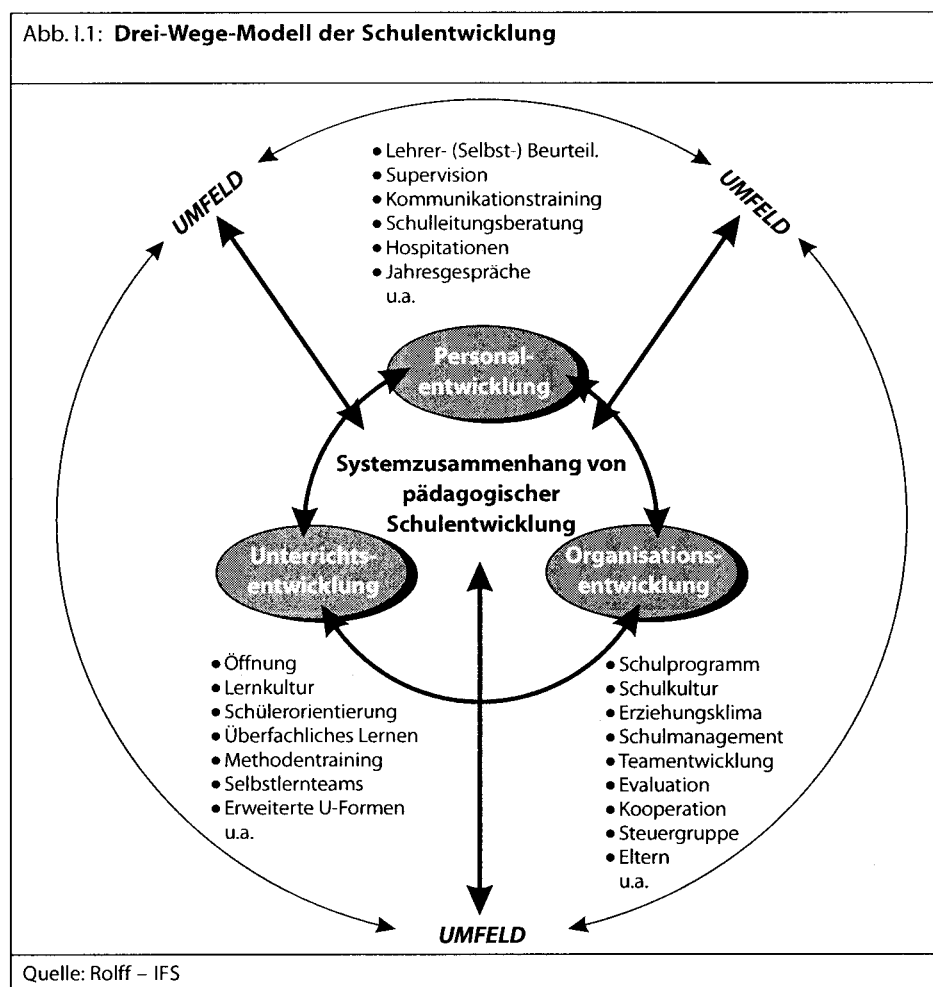 Abb. I.1: Drei-Wege-Modell der Schulentwicklung
UMFELD
UMFELD
• Lehrer- (Selbst-) Beurteil.
• Supervision
• Kommunikationstraining
• Schulleitungsberatung
• Hospitationen
• Jahresgespräche
u.a.
Personal-
entwicklung
Systemzusammenhang von
pädagogischer
Schulentwicklung
Unterrichts-
entwicklung
Organisations-
entwicklung
• Öffnung
• Lernkultur
• Schülerorientierung
• Überfachliches Lernen
• Methodentraining
• Selbstlernteams
• Erweiterte U-Formen
u.a.
• Schulprogramm
• Schulkultur
• Erziehungsklima
• Schulmanagement
• Teamentwicklung
• Evaluation
• Kooperation
• Steuergruppe
• Eltern
u.a.
UMFELD
Quelle: Rolff – IFS